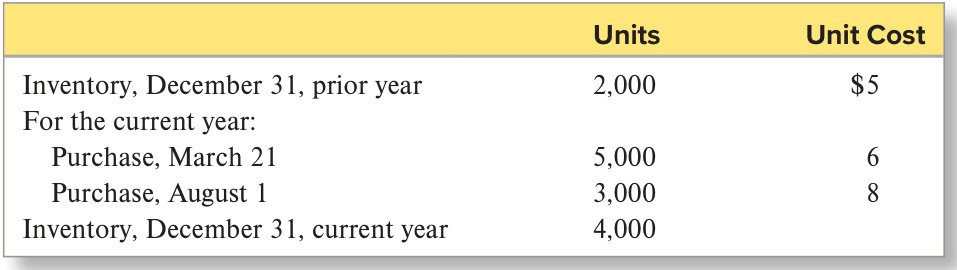 Units Unit Cost
Inventory, December 31, prior year 2,000 $5
For the current year:
Purchase, March 21 5,000 6
Purchase, August 1 3,000 8
Inventory, December 31, current year 4,000